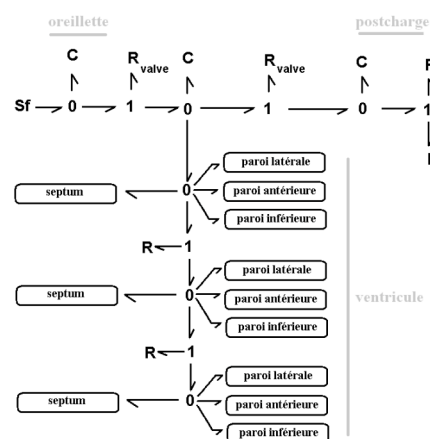 oreillette postcharge
C R valve C R valve C R
Sf 0 1 0 1 0 1
paroi latérale
septum 0 paroi antérieure
paroi inférieure
R 1
paroi latérale
septum 0 paroi antérieure ventricule
paroi inférieure
R 1
paroi latérale
septum 0 paroi antérieure
paroi inférieure